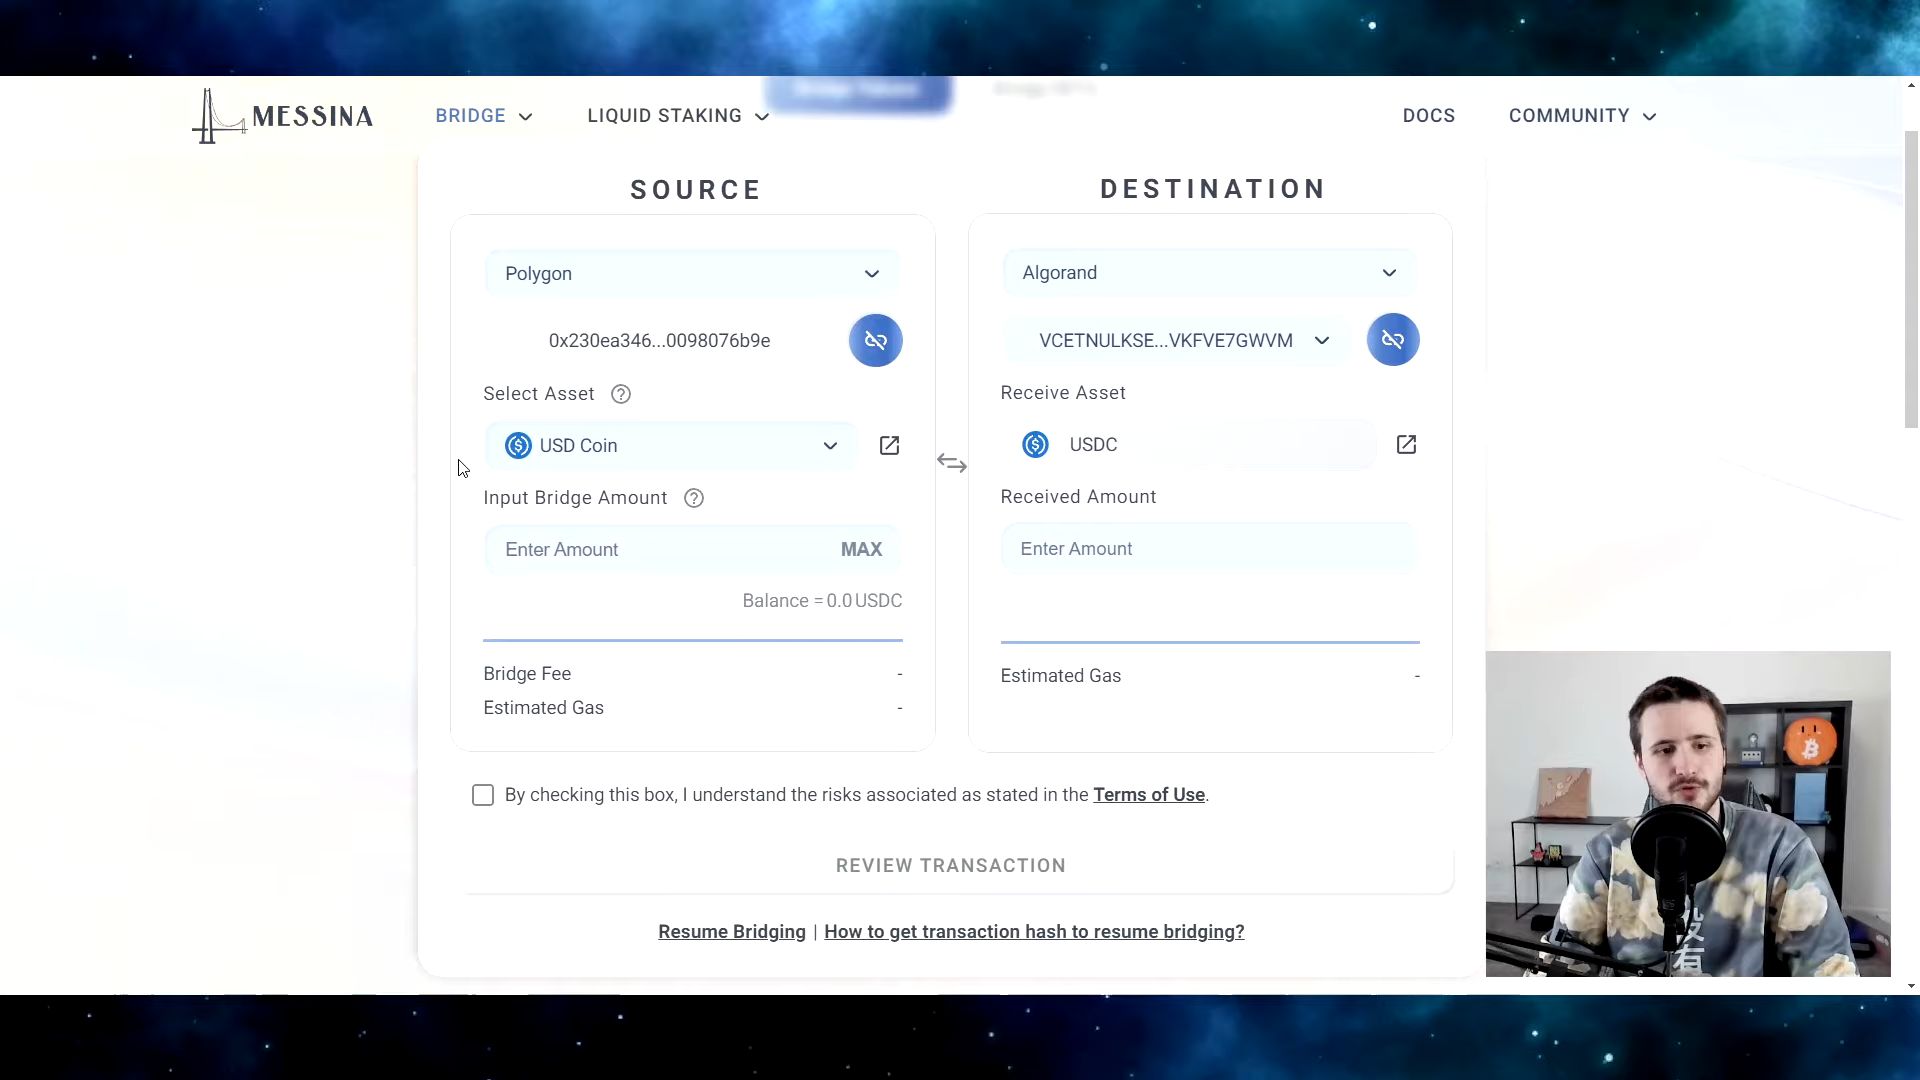 MESSINA
BRIDGE
LIQUID STAKING
DOCS
COMMUNITY
SOURCE
Polygon
0x230ea346...0098076b9e
Select Asset ?
USD Coin
Input Bridge Amount ?
Enter Amount MAX
Balance = 0.0 USDC
Bridge Fee -
Estimated Gas -
DESTINATION
Algorand
VCETNULKSE...VKFVE7GWVM
Receive Asset
USDC
Received Amount
Enter Amount
Estimated Gas -
By checking this box, I understand the risks associated as stated in the Terms of Use.
REVIEW TRANSACTION
Resume Bridging | How to get transaction hash to resume bridging?
没有